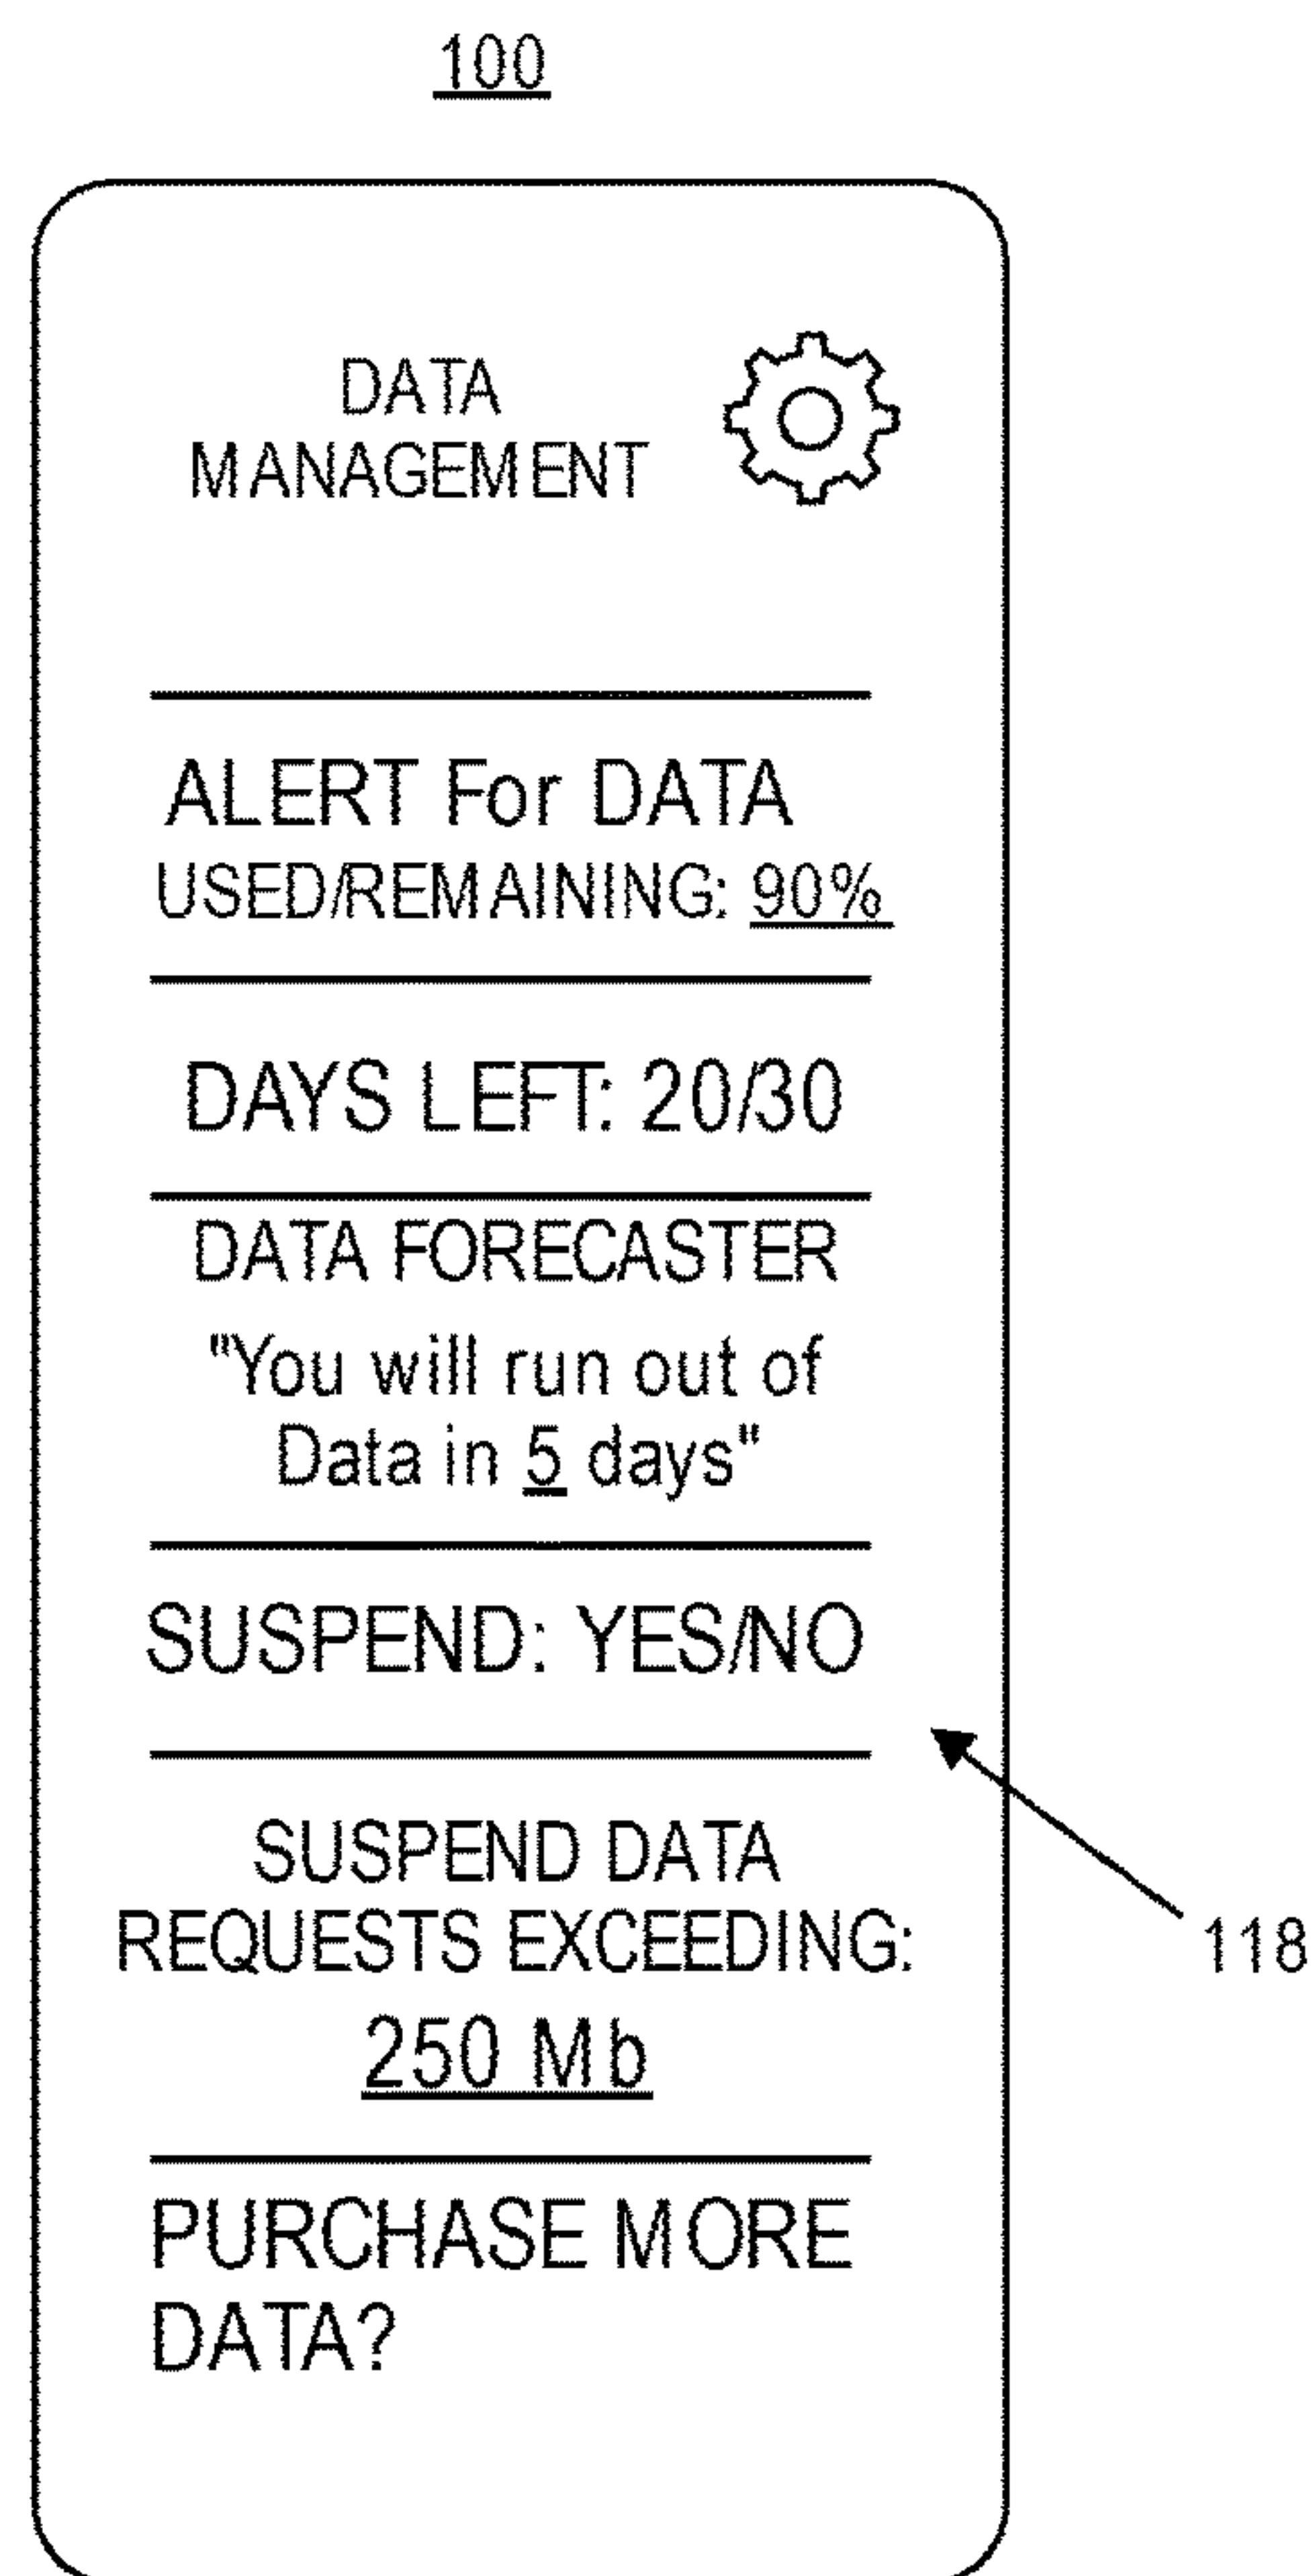 100
DATA
MANAGEMENT
ALERT For DATA
USED/REMAINING: 90%
DAYS LEFT: 20/30
DATA FORECASTER
"You will run out of
Data in 5 days"
SUSPEND: YES/NO
SUSPEND DATA
REQUESTS EXCEEDING:
250 Mb
118
PURCHASE MORE
DATA?